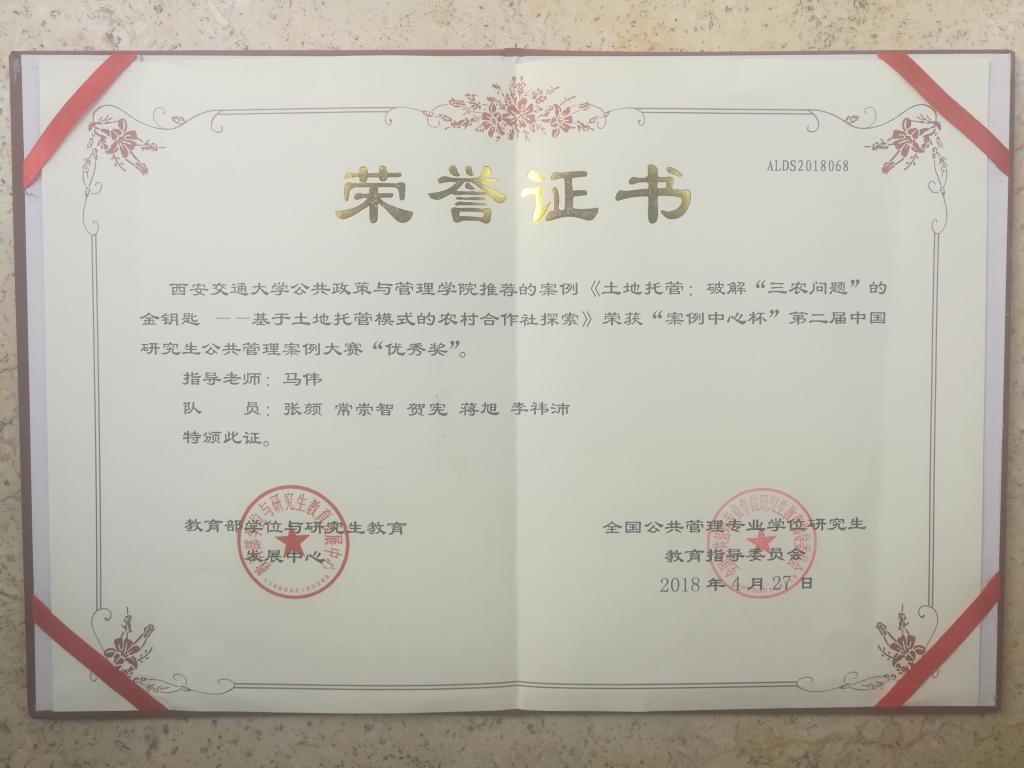 ALDS2018068
荣誉证书
西安交通大学公共政策与管理学院推荐的案例《土地托管：破解“三农问题”的
金钥匙 ——基于土地托管模式的农村合作社探索》荣获“案例中心杯”第二届中国
研究生公共管理案例大赛“优秀奖”。
指导老师：马伟
队 员：张颜 常崇智 贺宪 蒋旭 李祎沛
特颁此证。
教育部学位与研究生教育
发展中心
全国公共管理专业学位研究生
教育指导委员会
2018 年 4 月 27 日